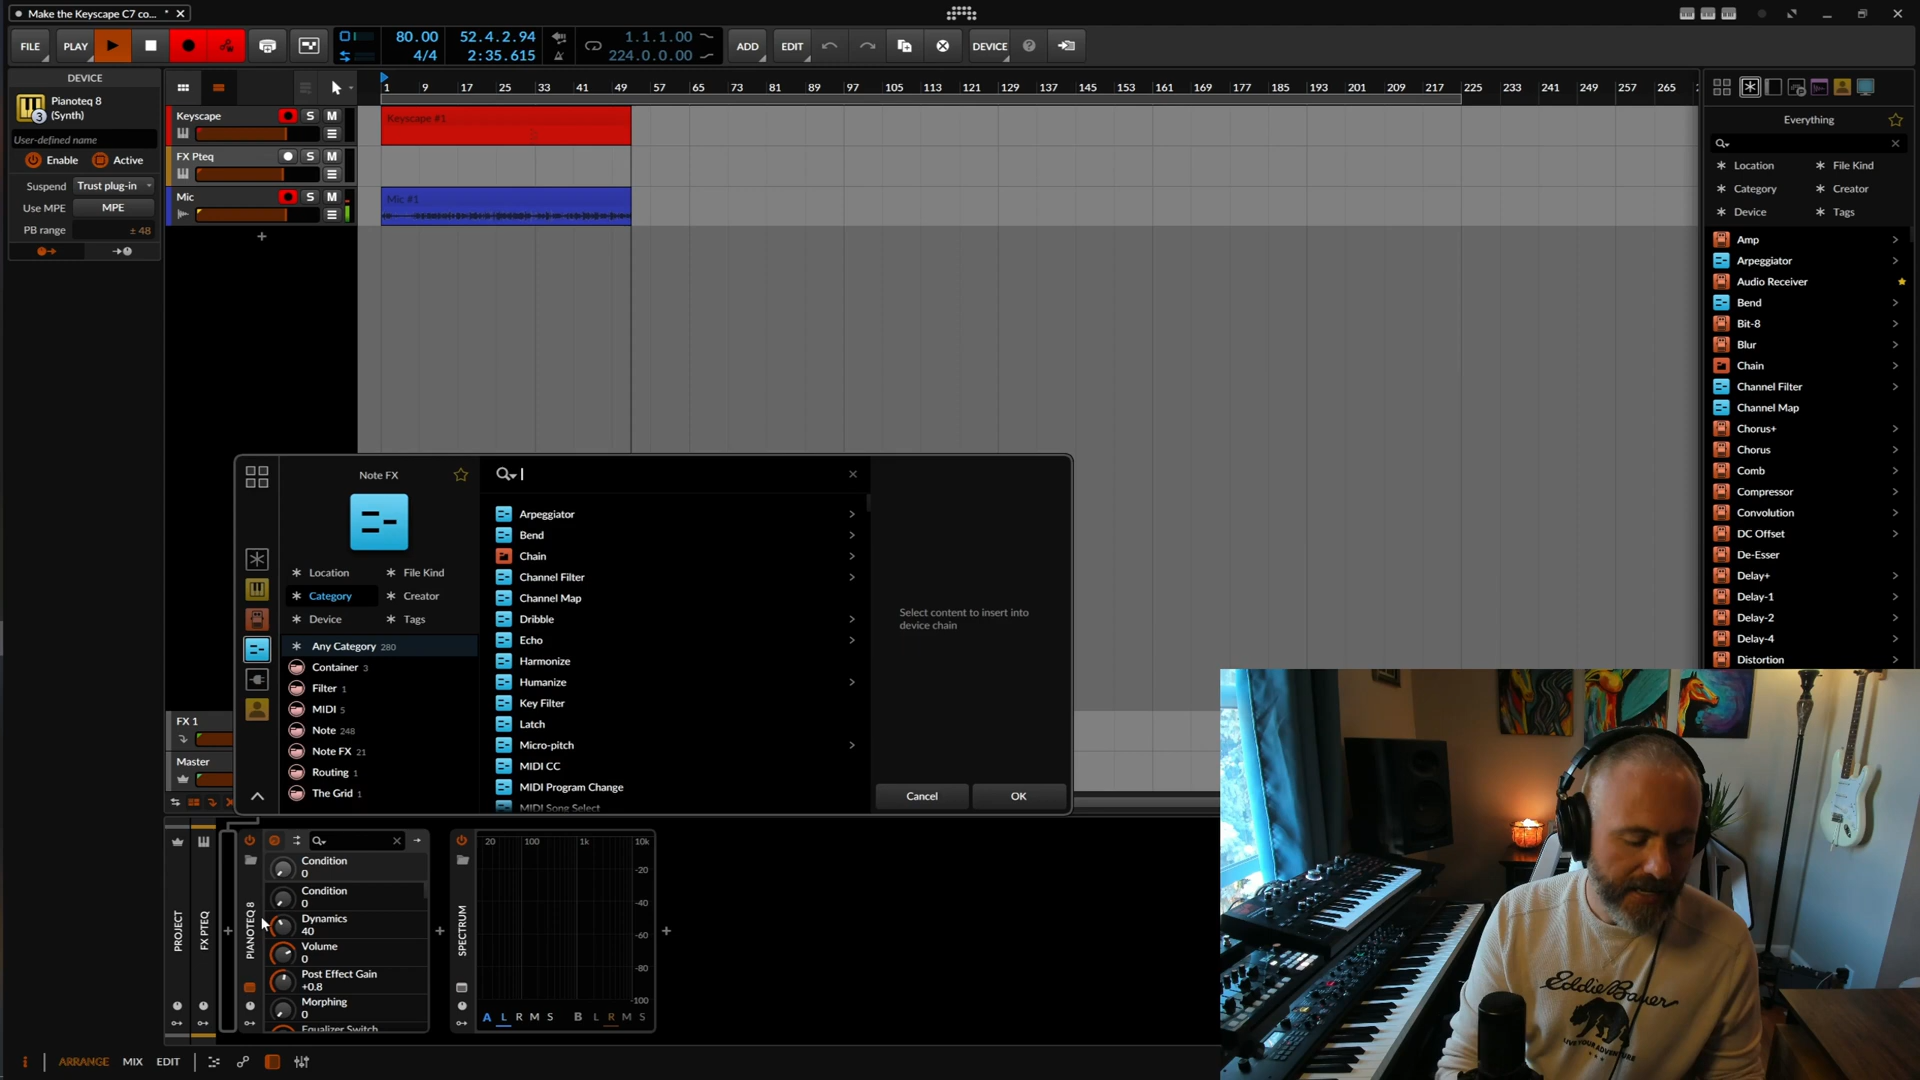 Make the Keyscape C7 co... *
FILE
PLAY
80.00
4/4
52.4.2.94
2:35.615
1.1.1.00
224.0.0.00
ADD
EDIT
DEVICE
DEVICE
Pianoteq 8
(Synth)
User-defined name
Enable
Active
Suspend Trust plug-in
Use MPE MPE
PB range ± 48
1 9 17 25 33 41 49 57 65 73 81 89 97 105 113 121 129 137 145 153 161 169 177 185 193 201 209 217 225 233 241 249 257 265
Keyscape S M
Keyscape #1
FX Pteq S M
Mic S M
Mic #1
FX 1
Master
Everything
Location File Kind
Category Creator
Device Tags
Amp
Arpeggiator
Audio Receiver
Bend
Bit-8
Blur
Chain
Channel Filter
Channel Map
Chorus+
Chorus
Comb
Compressor
Convolution
DC Offset
De-Esser
Delay+
Delay-1
Delay-2
Delay-4
Distortion
Note FX
Location File Kind
Category Creator
Device Tags
Any Category 280
Container 3
Filter 1
MIDI 5
Note 248
Note FX 21
Routing 1
The Grid 1
Arpeggiator
Bend
Chain
Channel Filter
Channel Map
Dribble
Echo
Harmonize
Humanize
Key Filter
Latch
Micro-pitch
MIDI CC
MIDI Program Change
MIDI Song Select
Select content to insert into
device chain
Cancel
OK
PROJECT
FX PTEQ
PIANOTEQ 8
Condition
0
Condition
0
Dynamics
40
Volume
0
Post Effect Gain
+0.8
Morphing
0
Equalizer Switch
SPECTRUM
20 100 1k 10k
-20
-40
-60
-80
-100
A L R M S B L R M S
i
ARRANGE MIX EDIT
Eddie Bauer
LIVE YOUR ADVENTURE